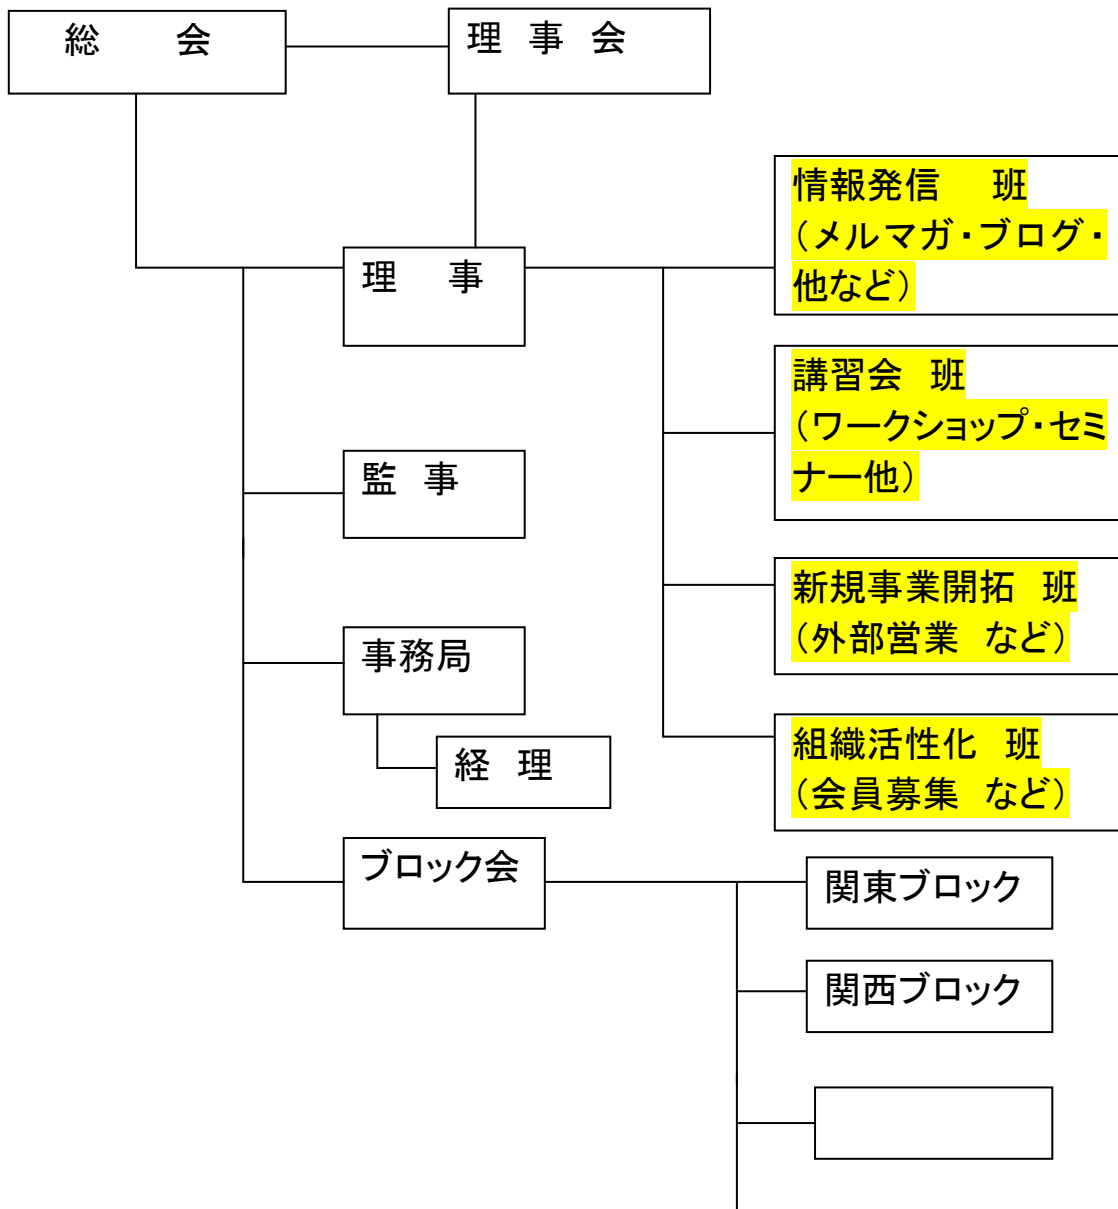 総　会
理 事 会
情報発信　班
（メルマガ・ブログ・
他など）
理　事
講習会　班
（ワークショップ・セミ
ナー他）
監 事
新規事業開拓　班
（外部営業　など）
事務局
組織活性化　班
（会員募集　など）
経 理
ブロック会
関東ブロック
関西ブロック